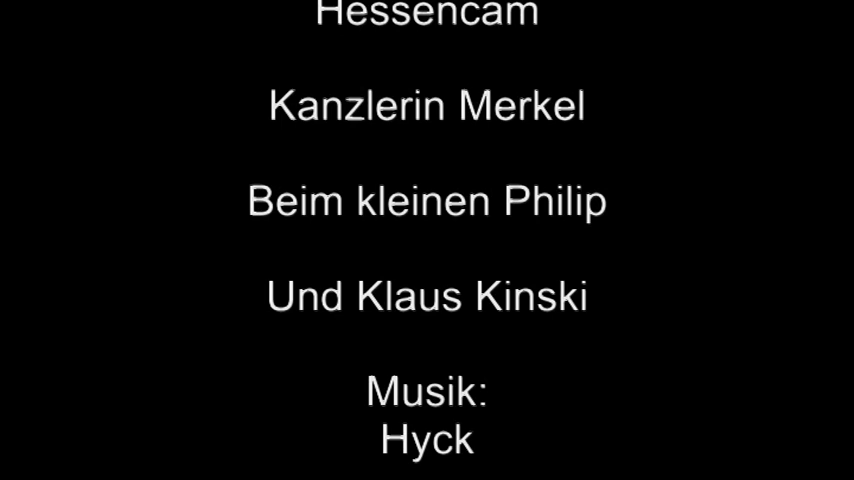 Hessencam
Kanzlerin Merkel
Beim kleinen Philip
Und Klaus Kinski
Musik:
Hyck